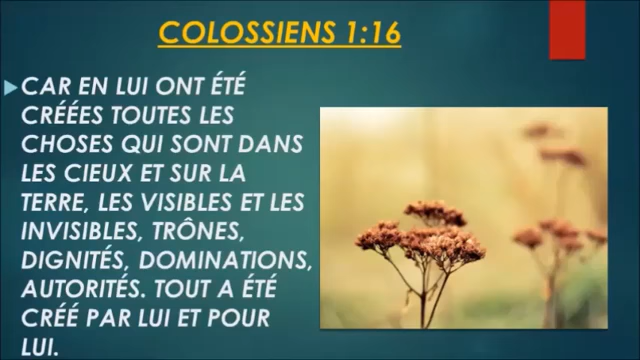 COLOSSIENS 1:16
CAR EN LUI ONT ÉTÉ
CRÉÉES TOUTES LES
CHOSES QUI SONT DANS
LES CIEUX ET SUR LA
TERRE, LES VISIBLES ET LES
INVISIBLES, TRÔNES,
DIGNITÉS, DOMINATIONS,
AUTORITÉS. TOUT A ÉTÉ
CRÉÉ PAR LUI ET POUR
LUI.